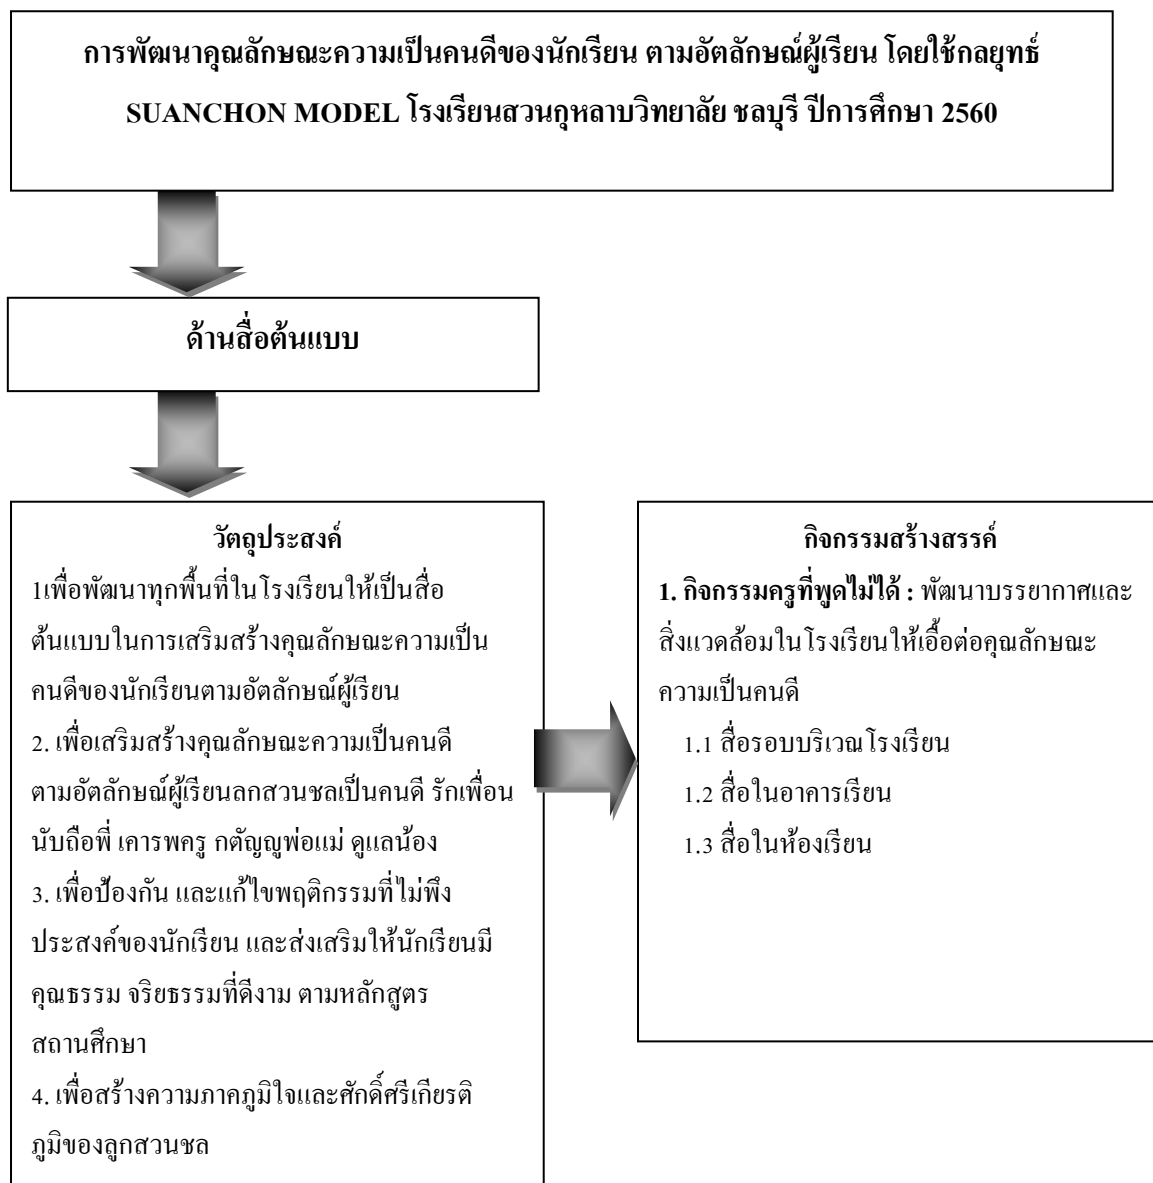 การพัฒนาคุณลักษณะความเป็นคนดีของนักเรียน ตามอัตลักษณ์ผู้เรียน โดยใช้กลยุทธ์
SUANCHON MODEL โรงเรียนสวนกุหลาบวิทยาลัย ชลบุรี ปีการศึกษา 2560
ด้านสื่อต้นแบบ
วัตถุประสงค์
1เพื่อพัฒนาทุกพื้นที่ในโรงเรียนให้เป็นสื่อ
ต้นแบบในการเสริมสร้างคุณลักษณะความเป็น
คนดีของนักเรียนตามอัตลักษณ์ผู้เรียน
2. เพื่อเสริมสร้างคุณลักษณะความเป็นคนดี
ตามอัตลักษณ์ผู้เรียนลกสวนชลเป็นคนดี รักเพื่อน
นับถือพี่ เคารพครู กตัญญูพ่อแม่ ดูแลน้อง
3. เพื่อป้องกัน และแก้ไขพฤติกรรมที่ไม่พึง
ประสงค์ของนักเรียน และส่งเสริมให้นักเรียนมี
คุณธรรม จริยธรรมที่ดีงาม ตามหลักสูตร
สถานศึกษา
4. เพื่อสร้างความภาคภูมิใจและศักดิ์ศรีเกียรติ
ภูมิของลูกสวนชล
กิจกรรมสร้างสรรค์
1. กิจกรรมครูที่พูดไม่ได้ : พัฒนาบรรยากาศและ
สิ่งแวดล้อมในโรงเรียนให้เอื้อต่อคุณลักษณะ
ความเป็นคนดี
1.1 สื่อรอบบริเวณโรงเรียน
1.2 สื่อในอาคารเรียน
1.3 สื่อในห้องเรียน